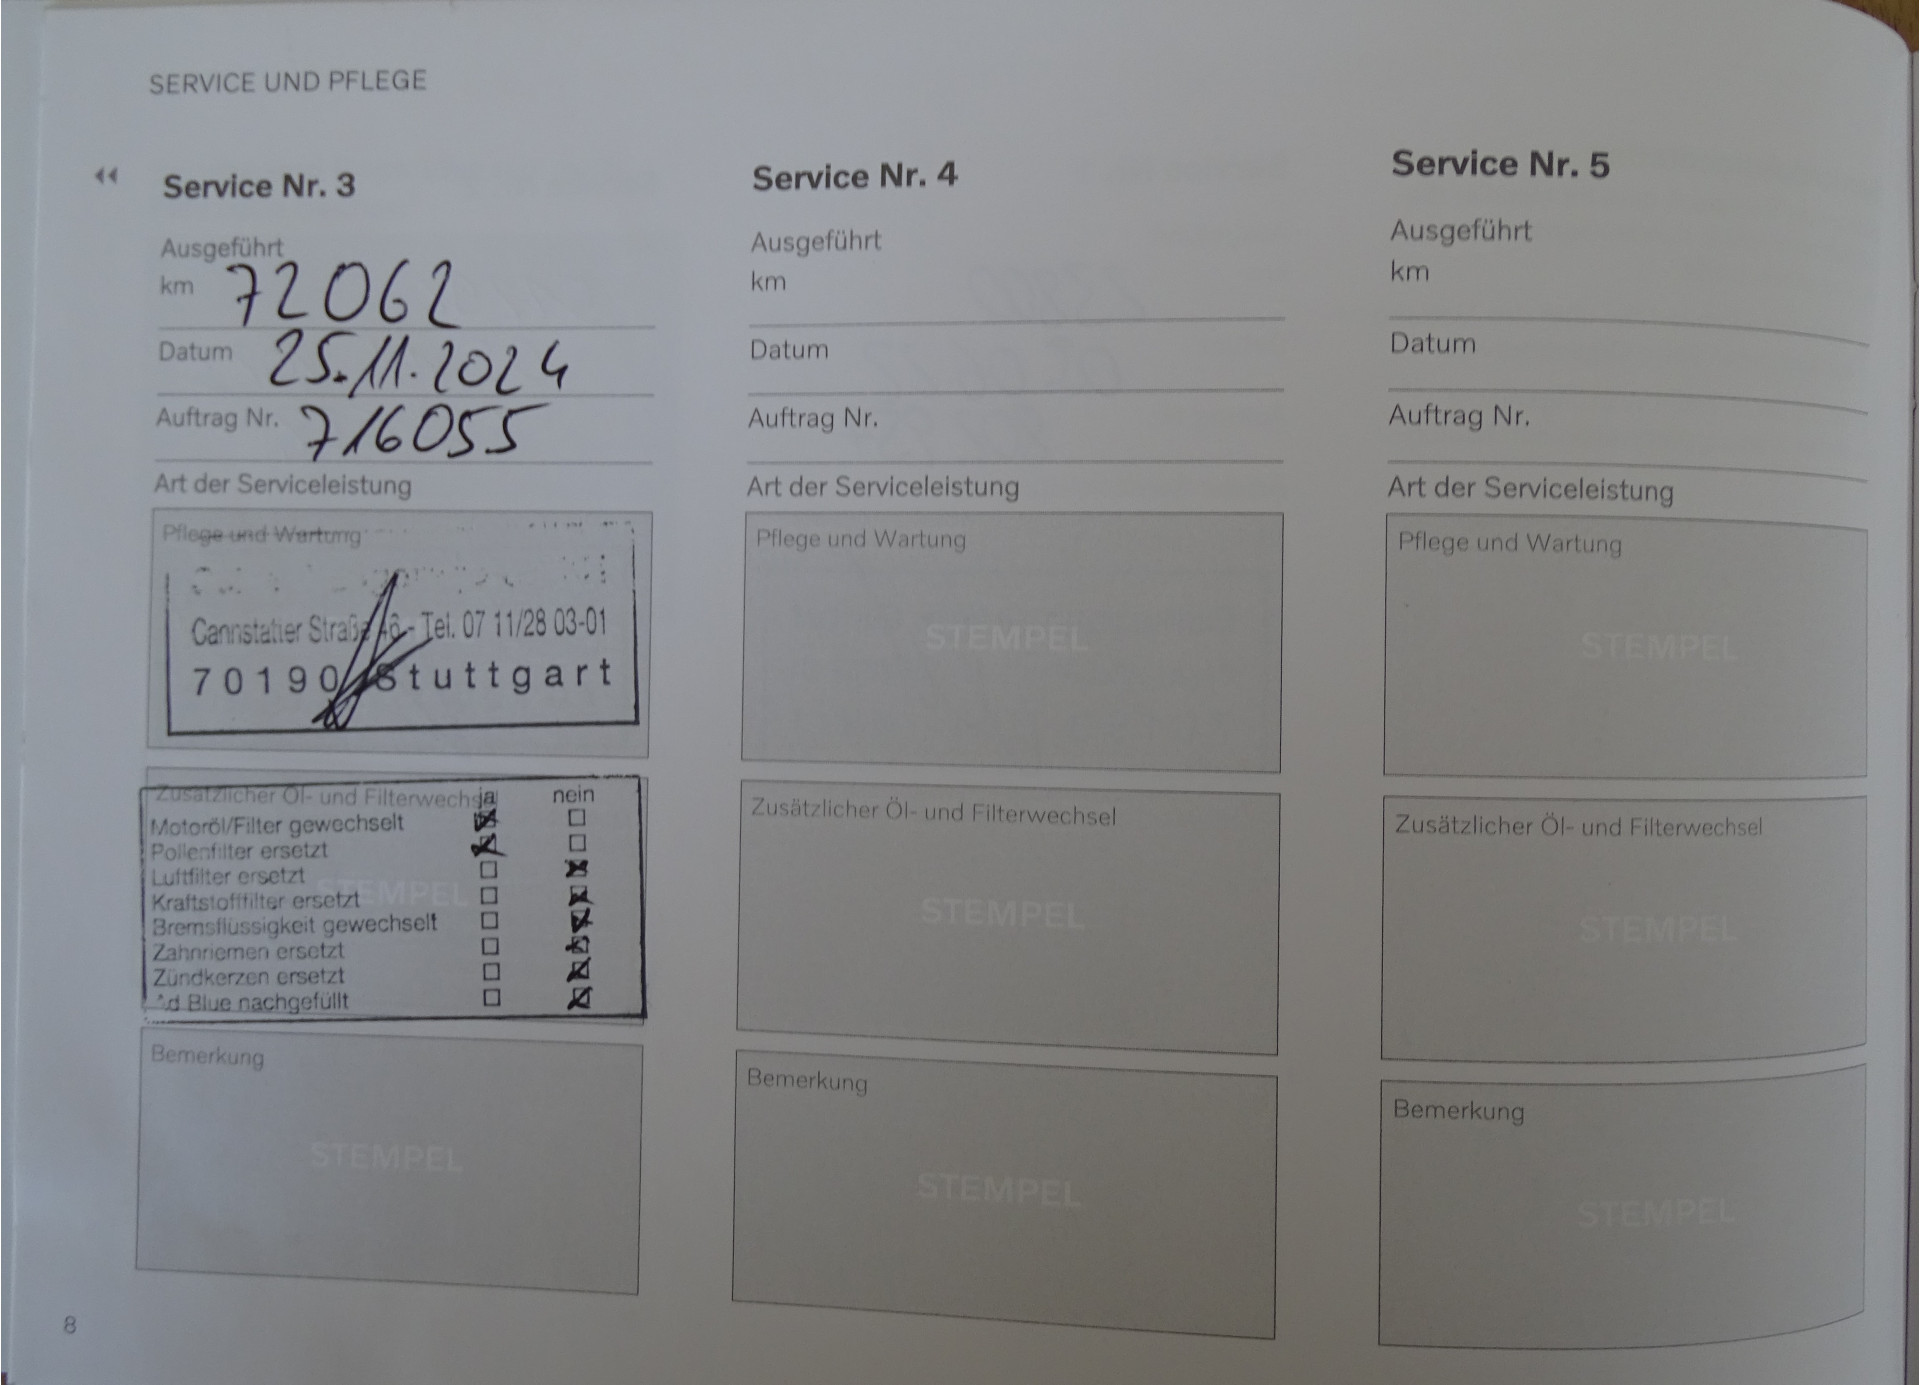 SERVICE UND PFLEGE
Service Nr. 3
Ausgeführt
km 72062
Datum 25.11.2024
Auftrag Nr. 716055
Art der Serviceleistung
Pflege und Wartung
Cannstatter Straße 46 - Tel. 07 11/28 03-01
70190 Stuttgart
Zusätzlicher Öl- und Filterwechsel
ja nein
Motoröl/Filter gewechselt
Pollenfilter ersetzt
Luftfilter ersetzt
Kraftstofffilter ersetzt
STEMPEL
Bremsflüssigkeit gewechselt
Zahnriemen ersetzt
Zündkerzen ersetzt
Ad Blue nachgefüllt
Bemerkung
STEMPEL
Service Nr. 4
Ausgeführt
km
Datum
Auftrag Nr.
Art der Serviceleistung
Pflege und Wartung
STEMPEL
Zusätzlicher Öl- und Filterwechsel
STEMPEL
Bemerkung
STEMPEL
Service Nr. 5
Ausgeführt
km
Datum
Auftrag Nr.
Art der Serviceleistung
Pflege und Wartung
STEMPEL
Zusätzlicher Öl- und Filterwechsel
STEMPEL
Bemerkung
STEMPEL
8